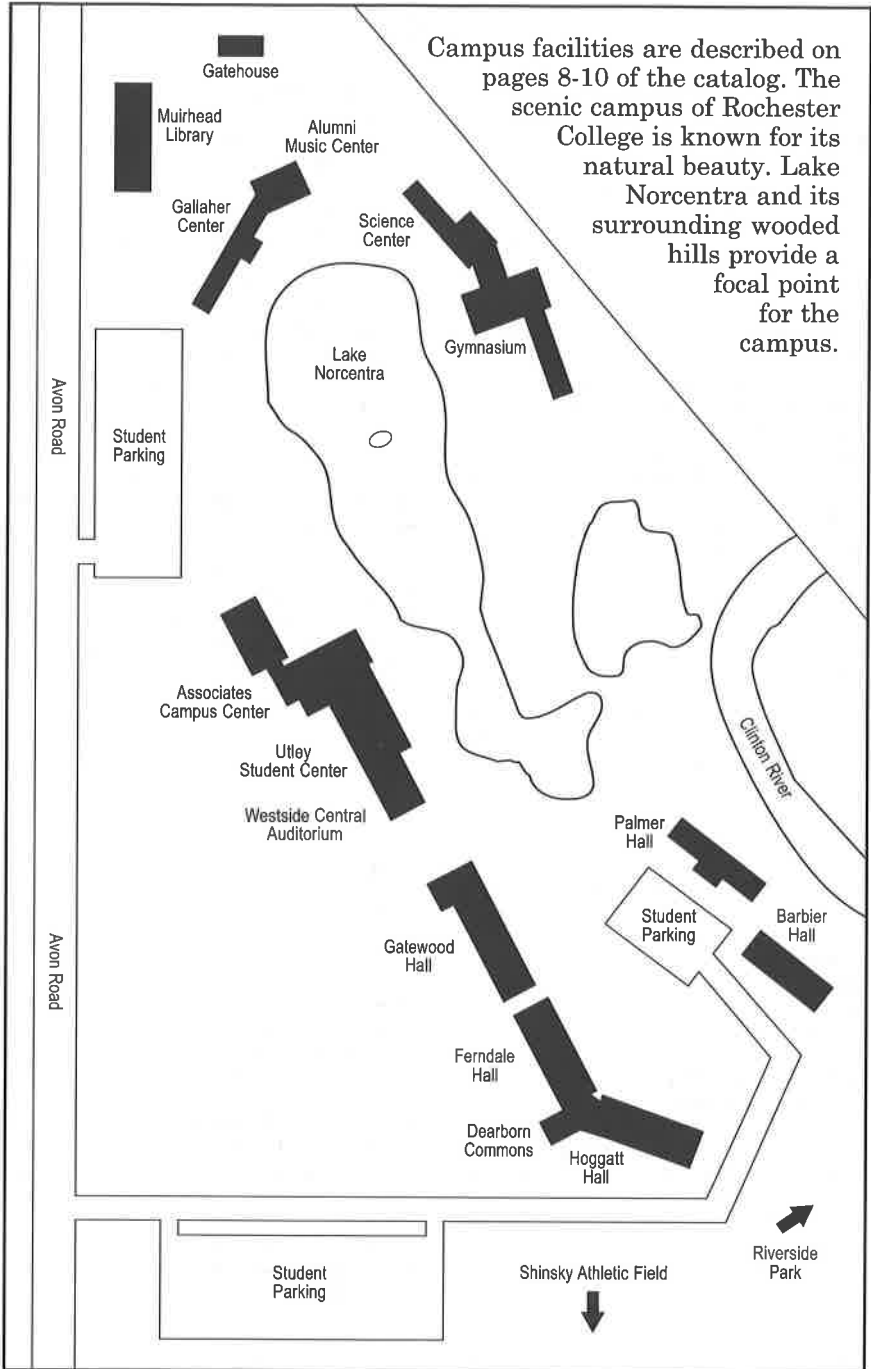 Campus facilities are described on
pages 8-10 of the catalog. The
scenic campus of Rochester
College is known for its
natural beauty. Lake
Norcentra and its
surrounding wooded
hills provide a
focal point
for the
campus.
Gatehouse
Muirhead
Library
Alumni
Music Center
Gallaher
Center
Science
Center
Gymnasium
Lake
Norcentra
Avon Road
Student
Parking
Associates
Campus Center
Utley
Student Center
Westside Central
Auditorium
Clinton River
Palmer
Hall
Student
Parking
Barbier
Hall
Gatewood
Hall
Avon Road
Ferndale
Hall
Dearborn
Commons
Hoggatt
Hall
Riverside
Park
Student
Parking
Shinsky Athletic Field